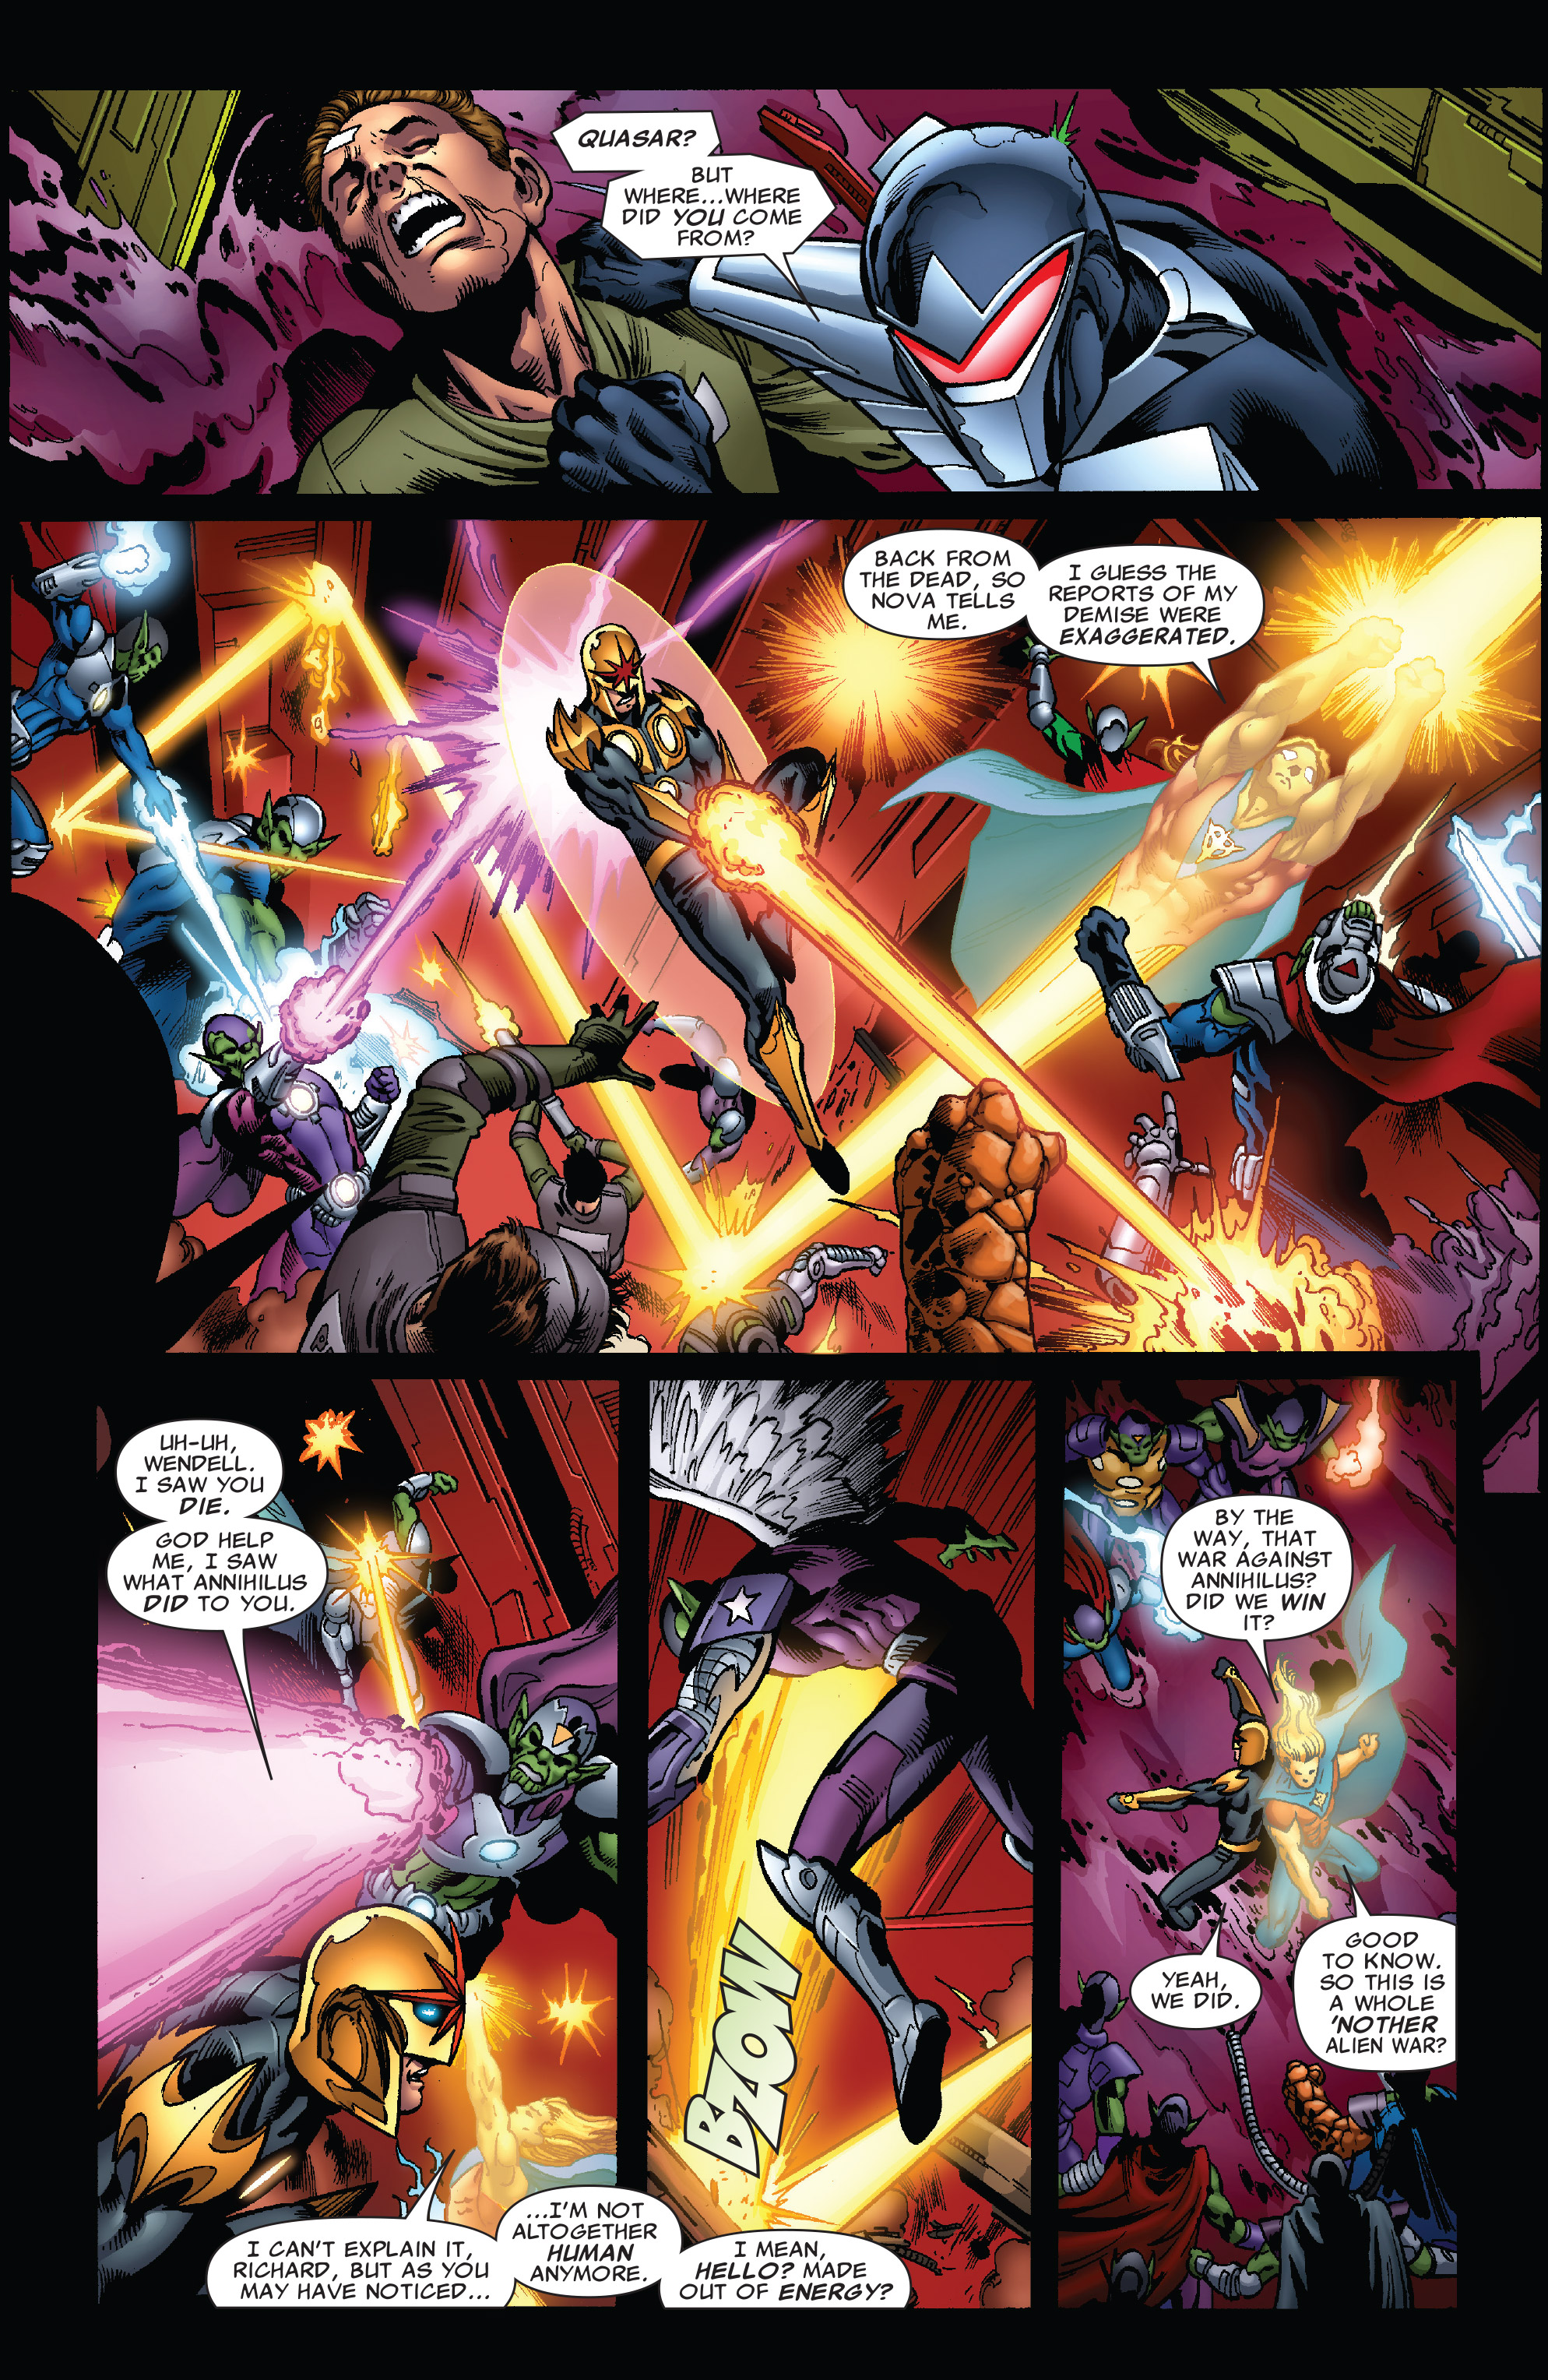 QUASAR?
BUT
WHERE...WHERE
DID YOU COME
FROM?
BACK FROM
THE DEAD, SO
NOVA TELLS
ME.
I GUESS THE
REPORTS OF MY
DEMISE WERE
EXAGGERATED.
UH-UH,
WENDELL.
I SAW YOU
DIE.
GOD HELP
ME, I SAW
WHAT ANNIHILUS
DID TO YOU.
I CAN'T EXPLAIN IT,
RICHARD, BUT AS YOU
MAY HAVE NOTICED...
...I'M NOT
ALTOGETHER
HUMAN
ANYMORE.
BZOW
I MEAN,
HELLO? MADE
OUT OF ENERGY?
BY THE
WAY, THAT
WAR AGAINST
ANNIHILUS?
DID WE WIN
IT?
YEAH,
WE DID.
GOOD
TO KNOW.
SO THIS IS
A WHOLE
'NOTHER
ALIEN WAR?